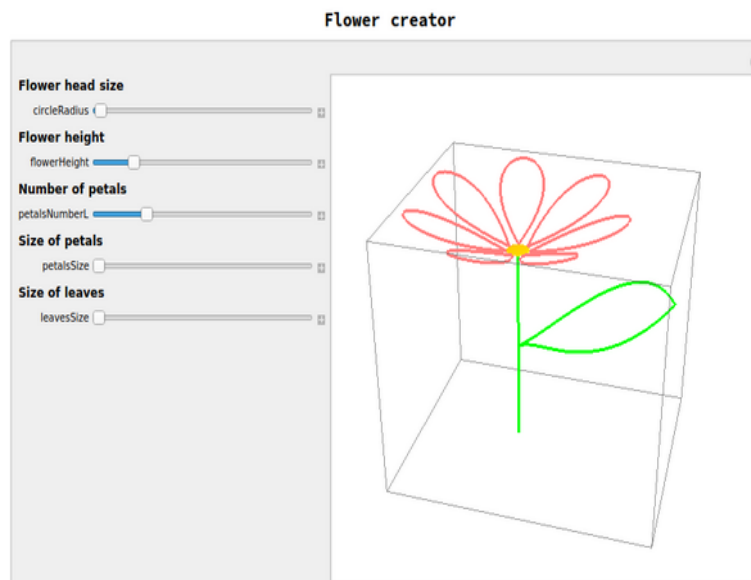 Flower creator
Flower head size
circleRadius
Flower height
flowerHeight
Number of petals
petalsNumberL
Size of petals
petalsSize
Size of leaves
leavesSize